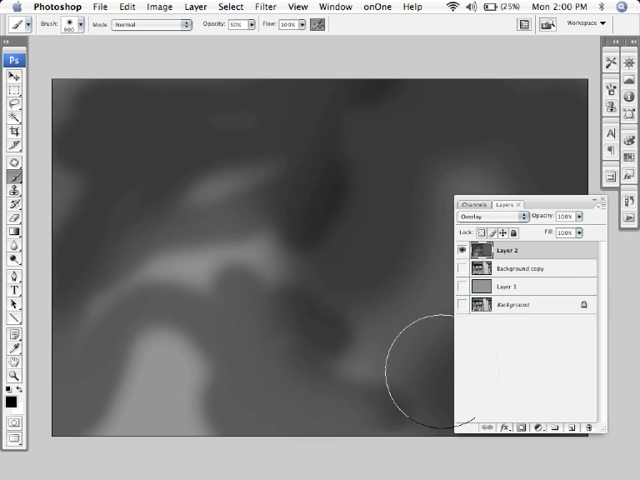 Photoshop File Edit Image Layer Select Filter View Window onOne Help (25%) Mon 2:00 PM
Brush: 900 Mode: Normal Opacity: 50% Flow: 100% Workspace
Ps
Channels Layers
Overlay Opacity: 100%
Lock: Fill: 100%
Layer 2
Background copy
Layer 1
Background